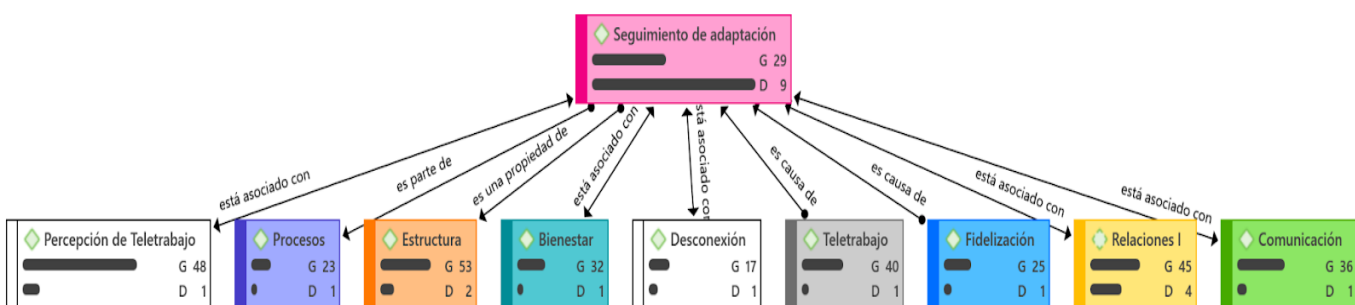 Seguimiento de adaptación
G 29
D 9
está asociado con
es parte de
es una propiedad de
está asociado con
está asociado con
es causa de
es causa de
está asociado con
está asociado con
Percepción de Teletrabajo
G 48
D 1
Procesos
G 23
D 1
Estructura
G 53
D 2
Bienestar
G 32
D 1
Desconexión
G 17
D 1
Teletrabajo
G 40
D 1
Fidelización
G 25
D 1
Relaciones I
G 45
D 4
Comunicación
G 36
D 1